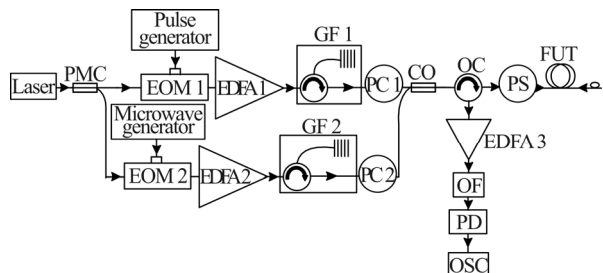 Pulse
generator
GF 1
FUT
PMC
CO
OC
Laser
EOM 1
EDFA1
PC 1
PS
Microwave
generator
GF 2
EDFA 3
EOM 2
EDFA2
PC 2
OF
PD
OSC